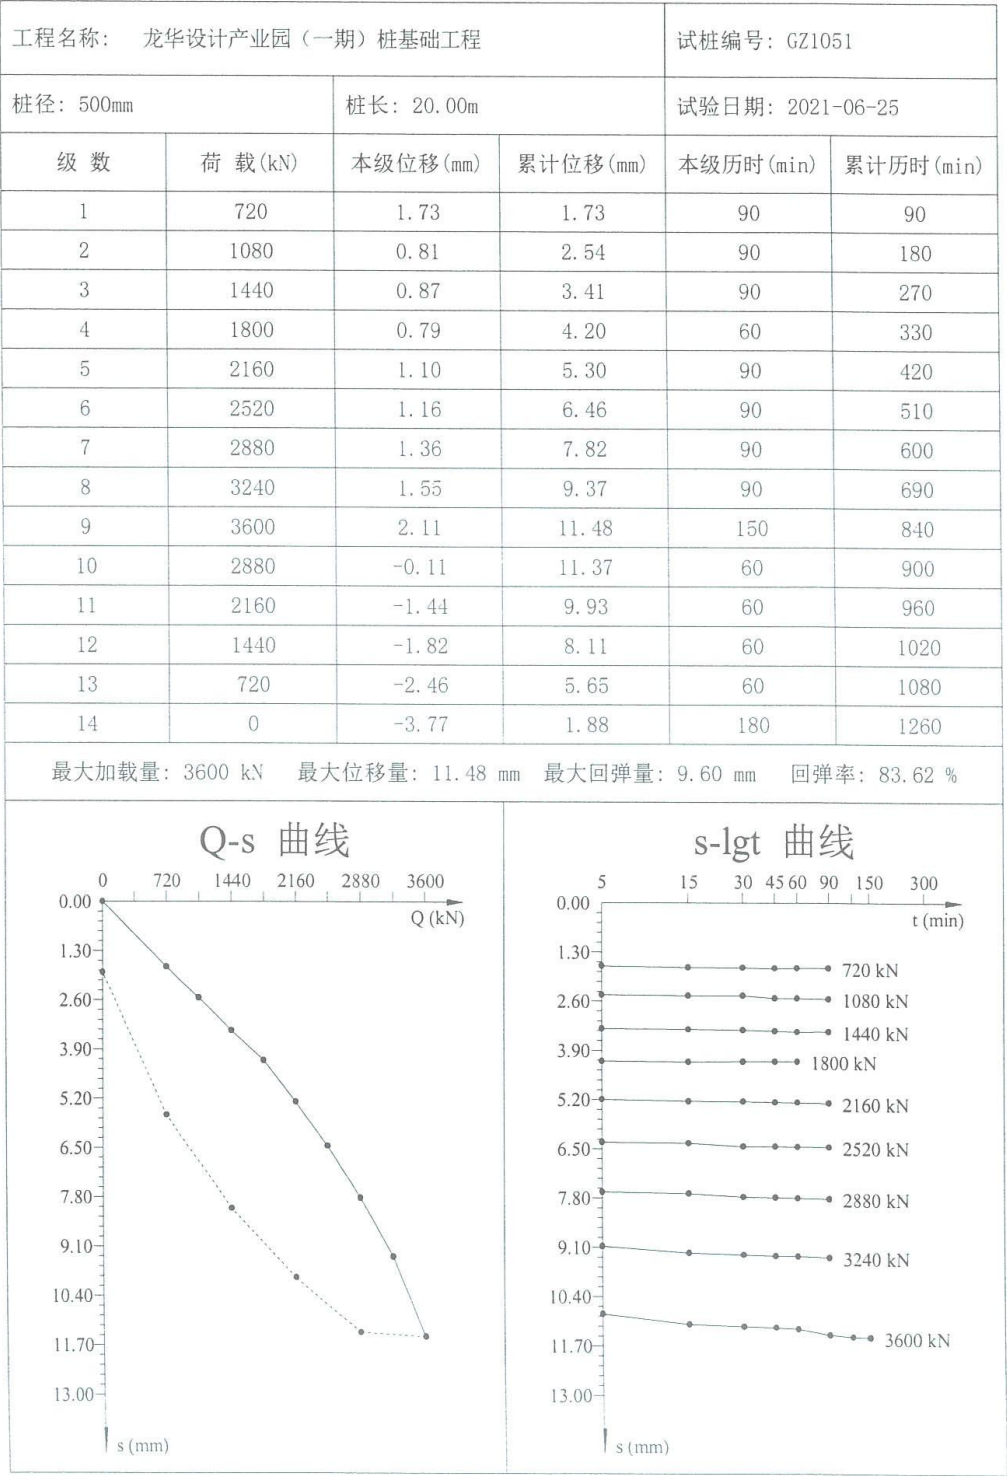 工程名称: 龙华设计产业园（一期）桩基础工程 试桩编号: GZ1051
桩径: 500mm 桩长: 20.00m 试验日期: 2021-06-25
级 数 荷 载(kN) 本级位移(mm) 累计位移(mm) 本级历时(min) 累计历时(min)
1 720 1.73 1.73 90 90
2 1080 0.81 2.54 90 180
3 1440 0.87 3.41 90 270
4 1800 0.79 4.20 60 330
5 2160 1.10 5.30 90 420
6 2520 1.16 6.46 90 510
7 2880 1.36 7.82 90 600
8 3240 1.55 9.37 90 690
9 3600 2.11 11.48 150 840
10 2880 -0.11 11.37 60 900
11 2160 -1.44 9.93 60 960
12 1440 -1.82 8.11 60 1020
13 720 -2.46 5.65 60 1080
14 0 -3.77 1.88 180 1260
最大加载量: 3600 kN 最大位移量: 11.48 mm 最大回弹量: 9.60 mm 回弹率: 83.62 %
Q-s 曲线
0 720 1440 2160 2880 3600
Q (kN)
0.00
1.30
2.60
3.90
5.20
6.50
7.80
9.10
10.40
11.70
13.00
s (mm)
s-lgt 曲线
5 15 30 45 60 90 150 300
t (min)
0.00
1.30
720 kN
2.60
1080 kN
1440 kN
3.90
1800 kN
5.20
2160 kN
6.50
2520 kN
7.80
2880 kN
9.10
3240 kN
10.40
11.70
3600 kN
13.00
s (mm)